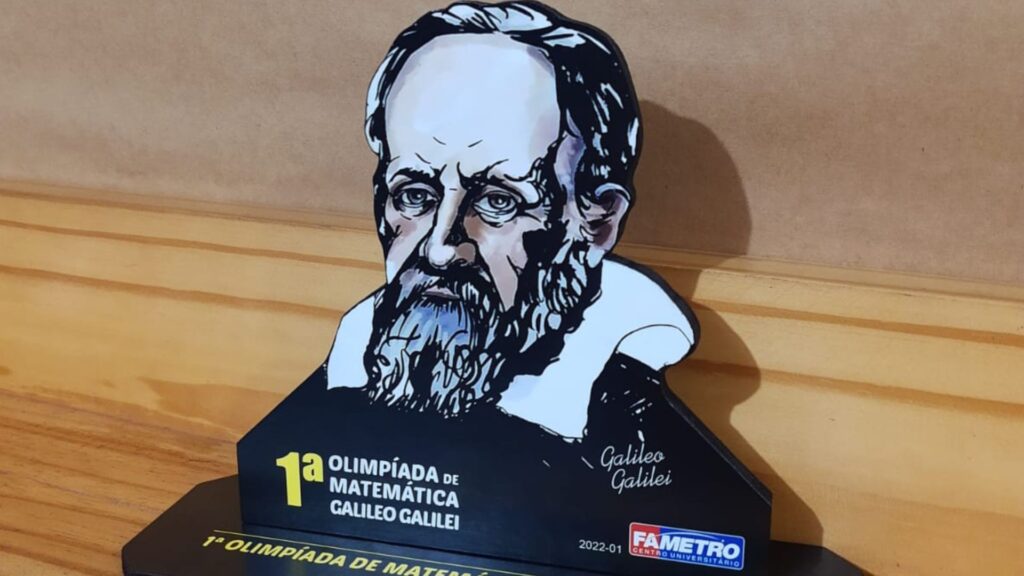 1ª OLIMPÍADA DE
MATEMÁTICA
GALILEO GALILEI
Galileo
Galilei
2022-01
FAMETRO
CENTRO UNIVERSITÁRIO
1ª OLIMPÍADA DE